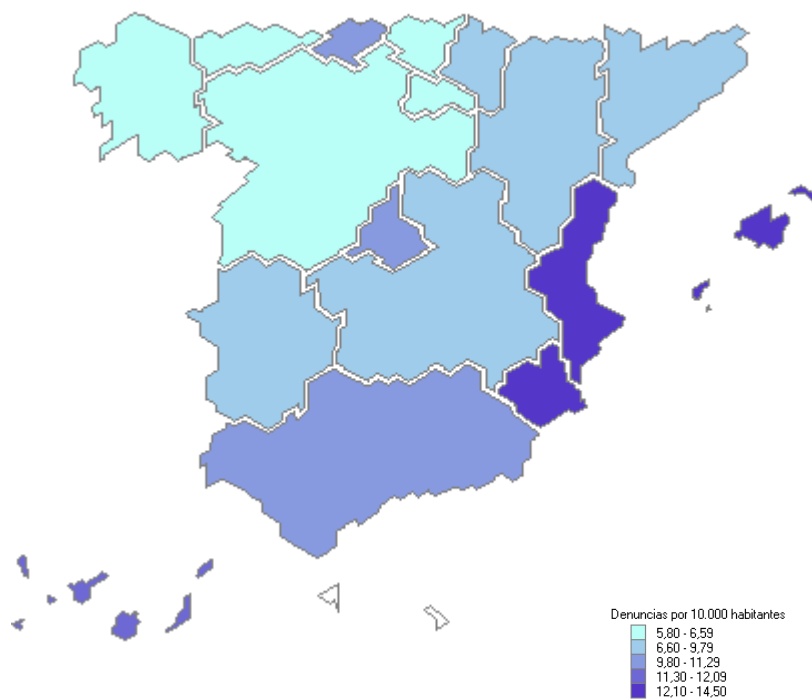 Denuncias por 10.000 habitantes
5,80 - 6,59
6,60 - 9,79
9,80 - 11,29
11,30 - 12,09
12,10 - 14,50